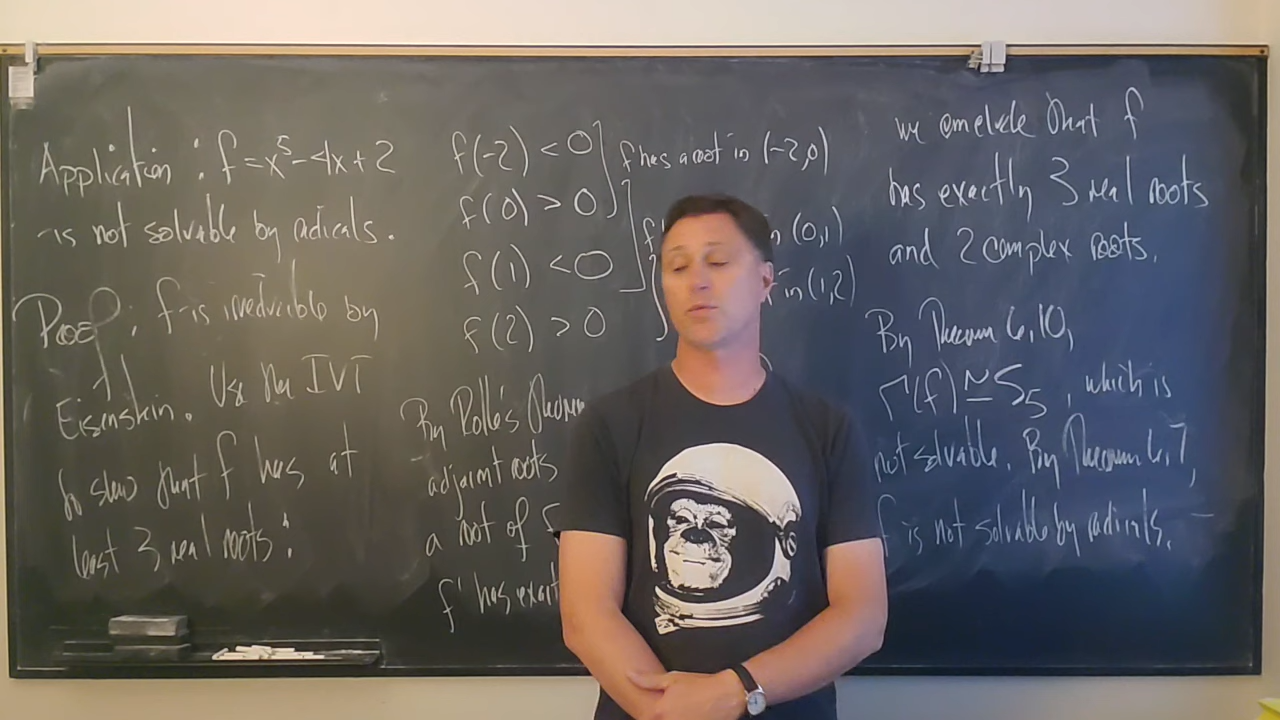 Application : f = x⁵ - 4x + 2
is not solvable by radicals.
Proof: f is irreducible by
Eisenstein. Use the IVT
to show that f has at
least 3 real roots:
f(-2) < 0
f(0) > 0
f(1) < 0
f(2) > 0
f has a root in (-2,0)
f in (0,1)
in (1,2)
By Rolle's Theorem
adjacent roots
a root of f
f' has exact
we conclude that f
has exactly 3 real roots
and 2 complex roots.
By Theorem 6.10,
Γ(f) ≃ S₅, which is
not solvable. By Theorem 6.7,
f is not solvable by radicals.